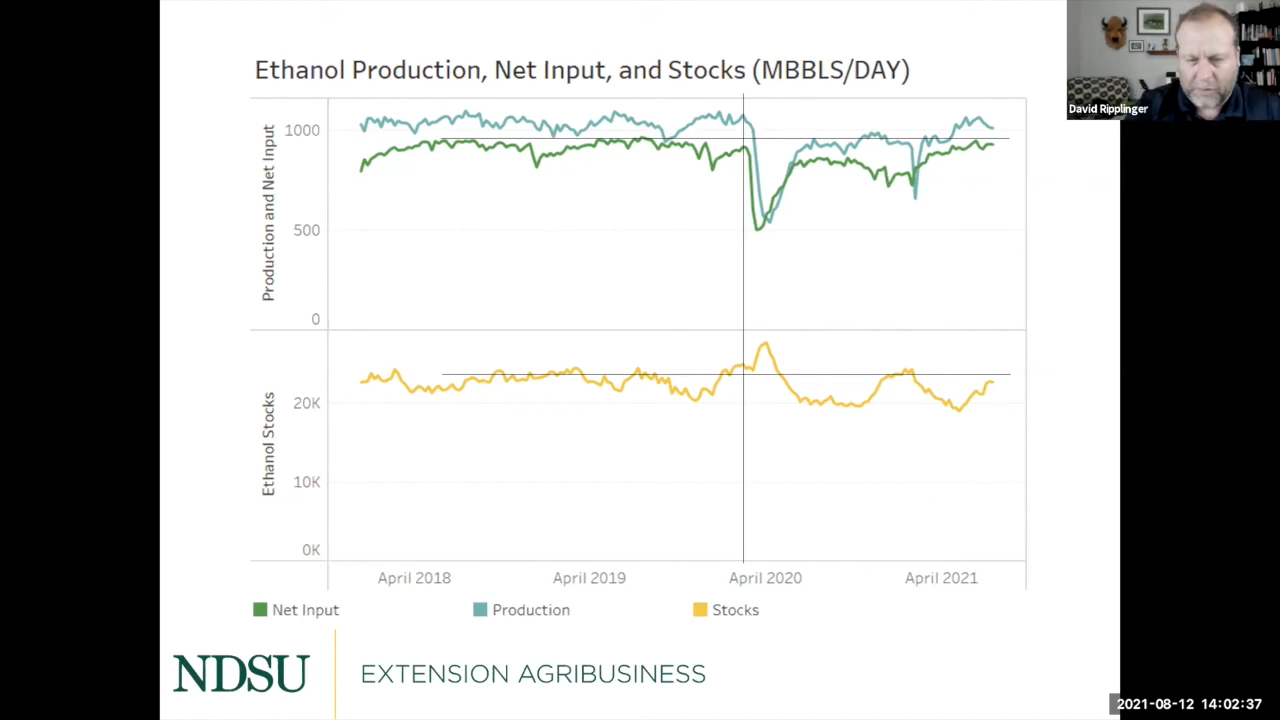 Ethanol Production, Net Input, and Stocks (MBBLS/DAY)
David Ripplinger
Production and Net Input
1000
500
0
Ethanol Stocks
20K
10K
0K
April 2018 April 2019 April 2020 April 2021
Net Input Production Stocks
NDSU EXTENSION AGRIBUSINESS
2021-08-12 14:02:37